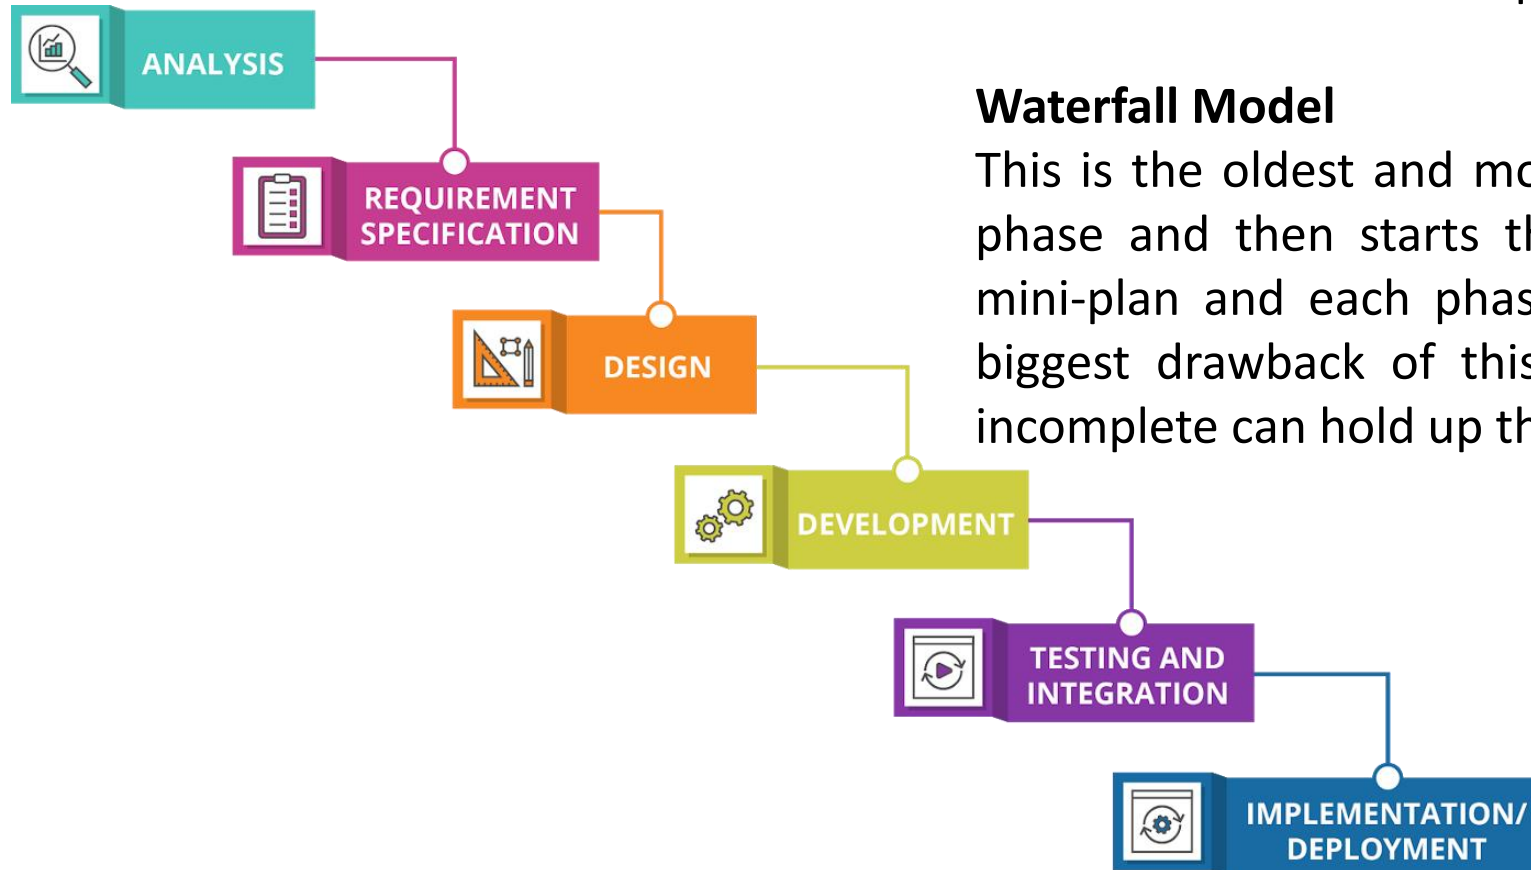 ANALYSIS
Waterfall Model
This is the oldest and
REQUIREMENT
SPECIFICATION
phase and then starts
mini-plan and each
biggest drawback of this
incomplete can hold up
DESIGN
DEVELOPMENT
TESTING AND
INTEGRATION
IMPLEMENTATION/
DEPLOYMENT